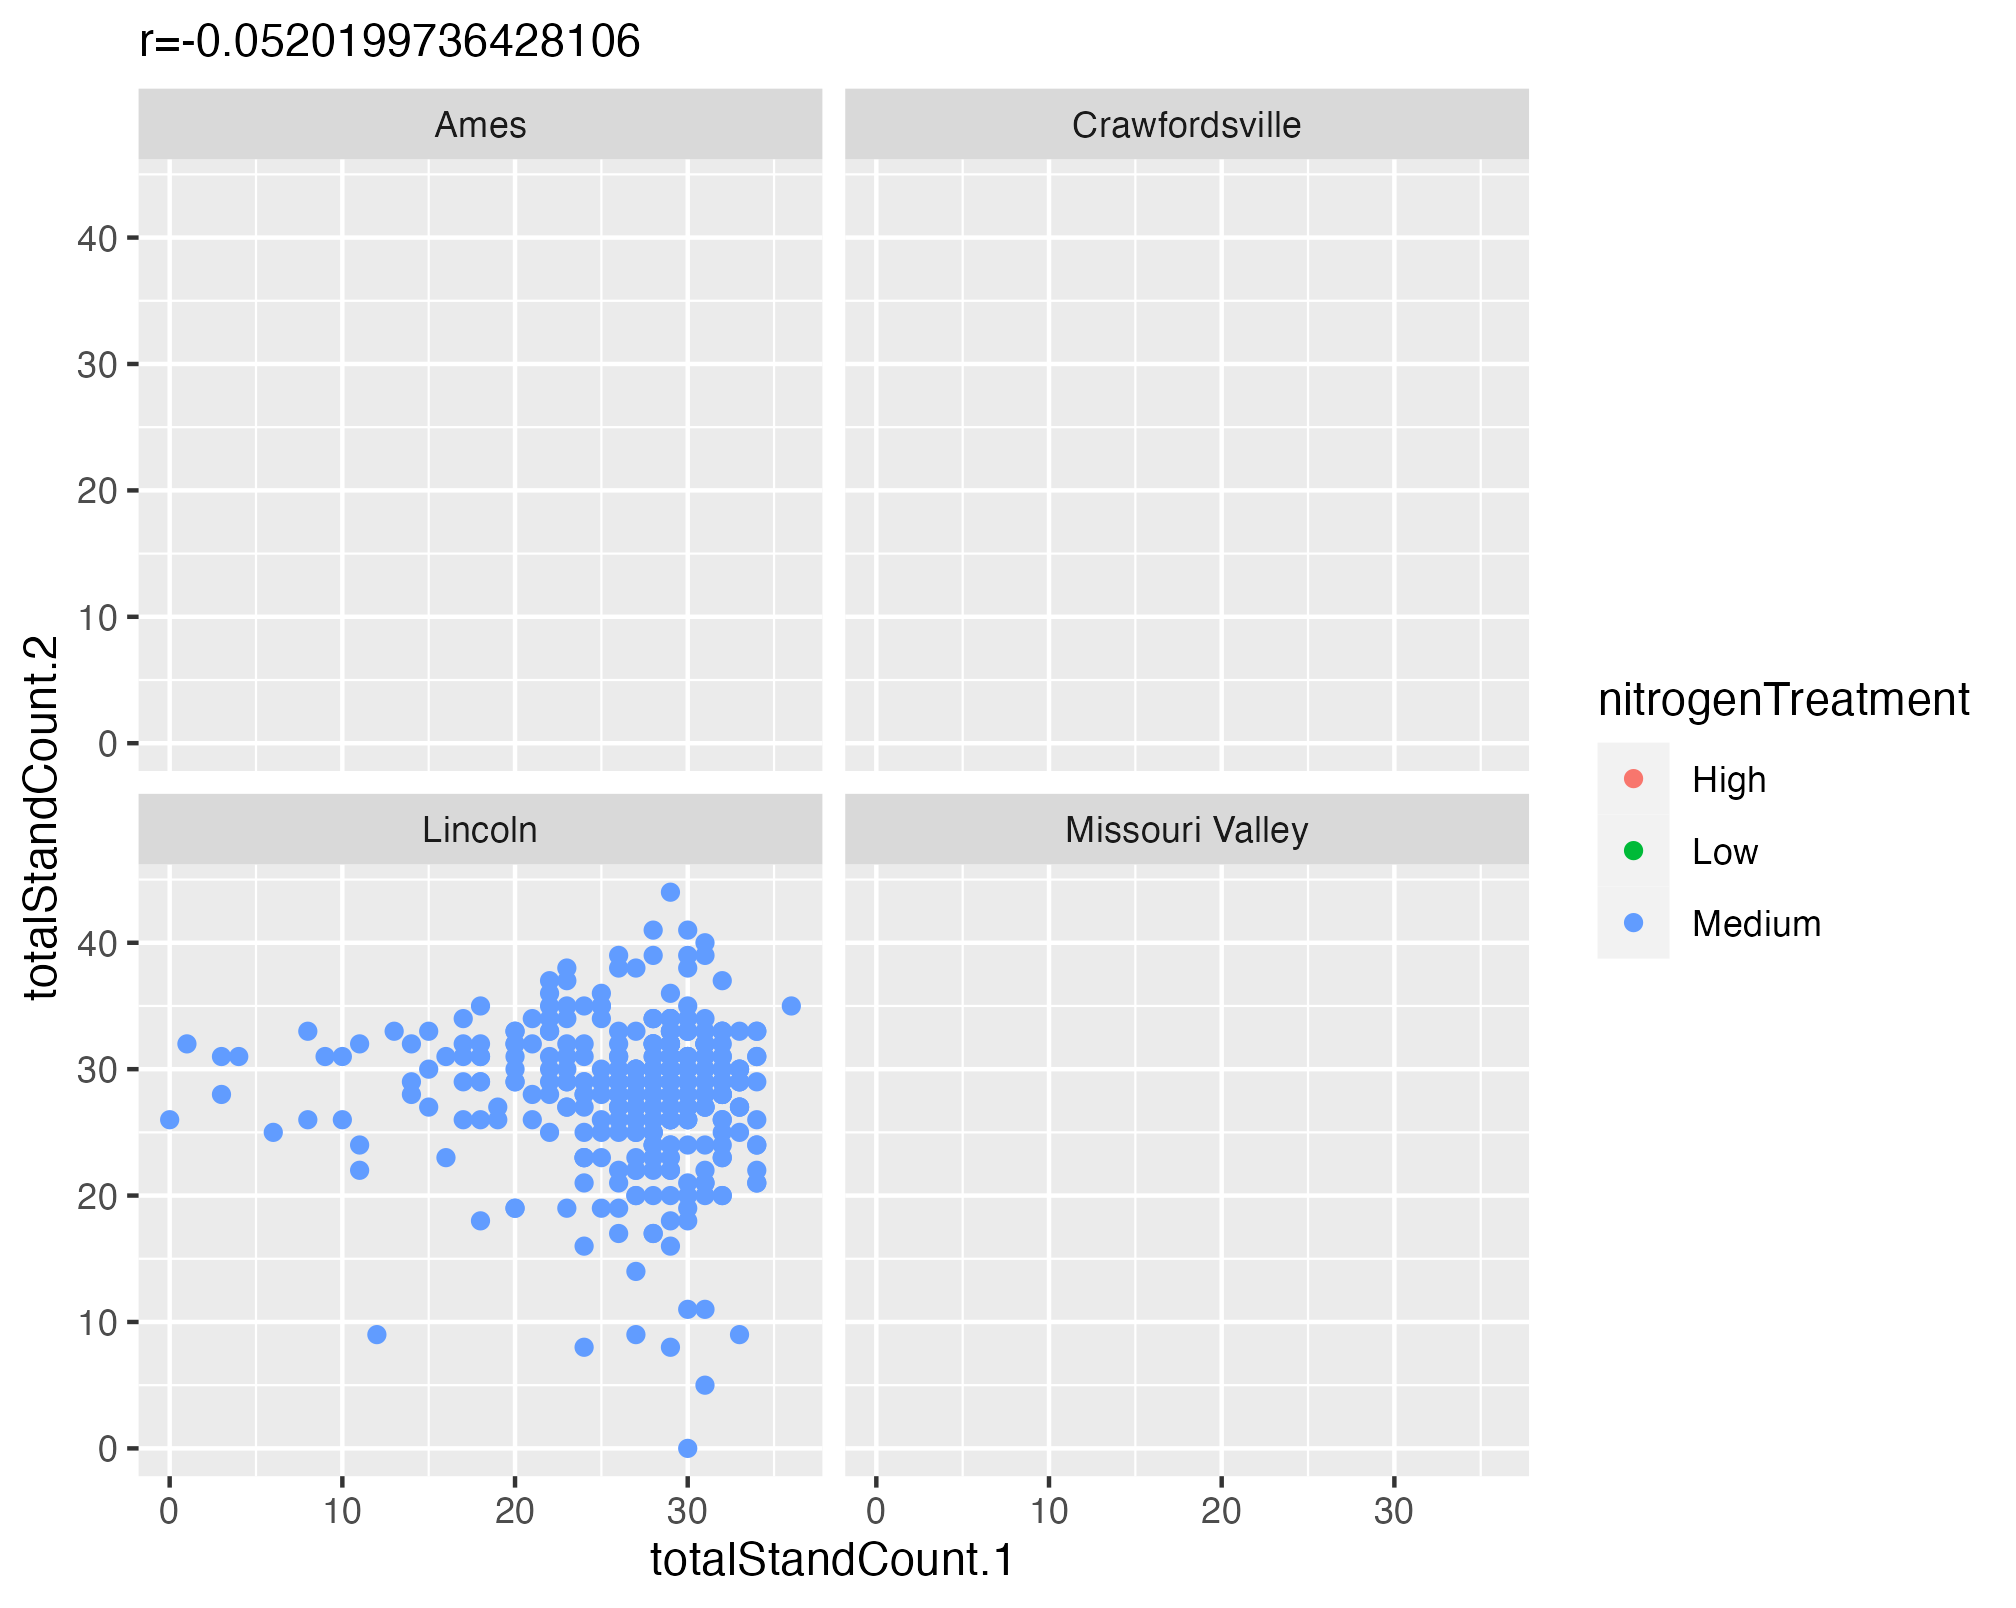 r=-0.0520199736428106
Ames
Crawfordsville
40
30
20
10
0
Lincoln
Missouri Valley
40
30
20
10
0
0 10 20 30
0 10 20 30
totalStandCount.1
totalStandCount.2
nitrogenTreatment
High
Low
Medium